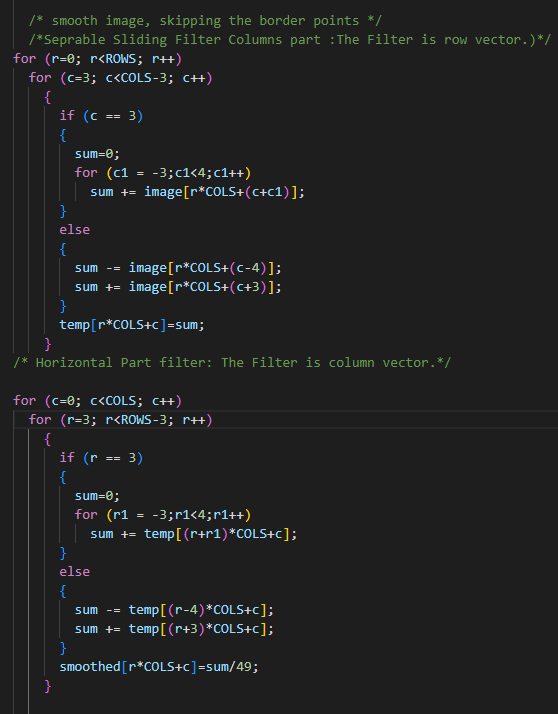 /* smooth image, skipping the border points */
/*Seprable Sliding Filter Columns part :The Filter is row vector.)*/
for (r=0; r<ROWS; r++)
for (c=3; c<COLS-3; c++)
{
if (c == 3)
{
sum=0;
for (c1 = -3;c1<4;c1++)
sum += image[r*COLS+(c+c1)];
}
else
{
sum -= image[r*COLS+(c-4)];
sum += image[r*COLS+(c+3)];
}
temp[r*COLS+c]=sum;
}
/* Horizontal Part filter: The Filter is column vector.*/
for (c=0; c<COLS; c++)
for (r=3; r<ROWS-3; r++)
{
if (r == 3)
{
sum=0;
for (r1 = -3;r1<4;r1++)
sum += temp[(r+r1)*COLS+c];
}
else
{
sum -= temp[(r-4)*COLS+c];
sum += temp[(r+3)*COLS+c];
}
smoothed[r*COLS+c]=sum/49;
}